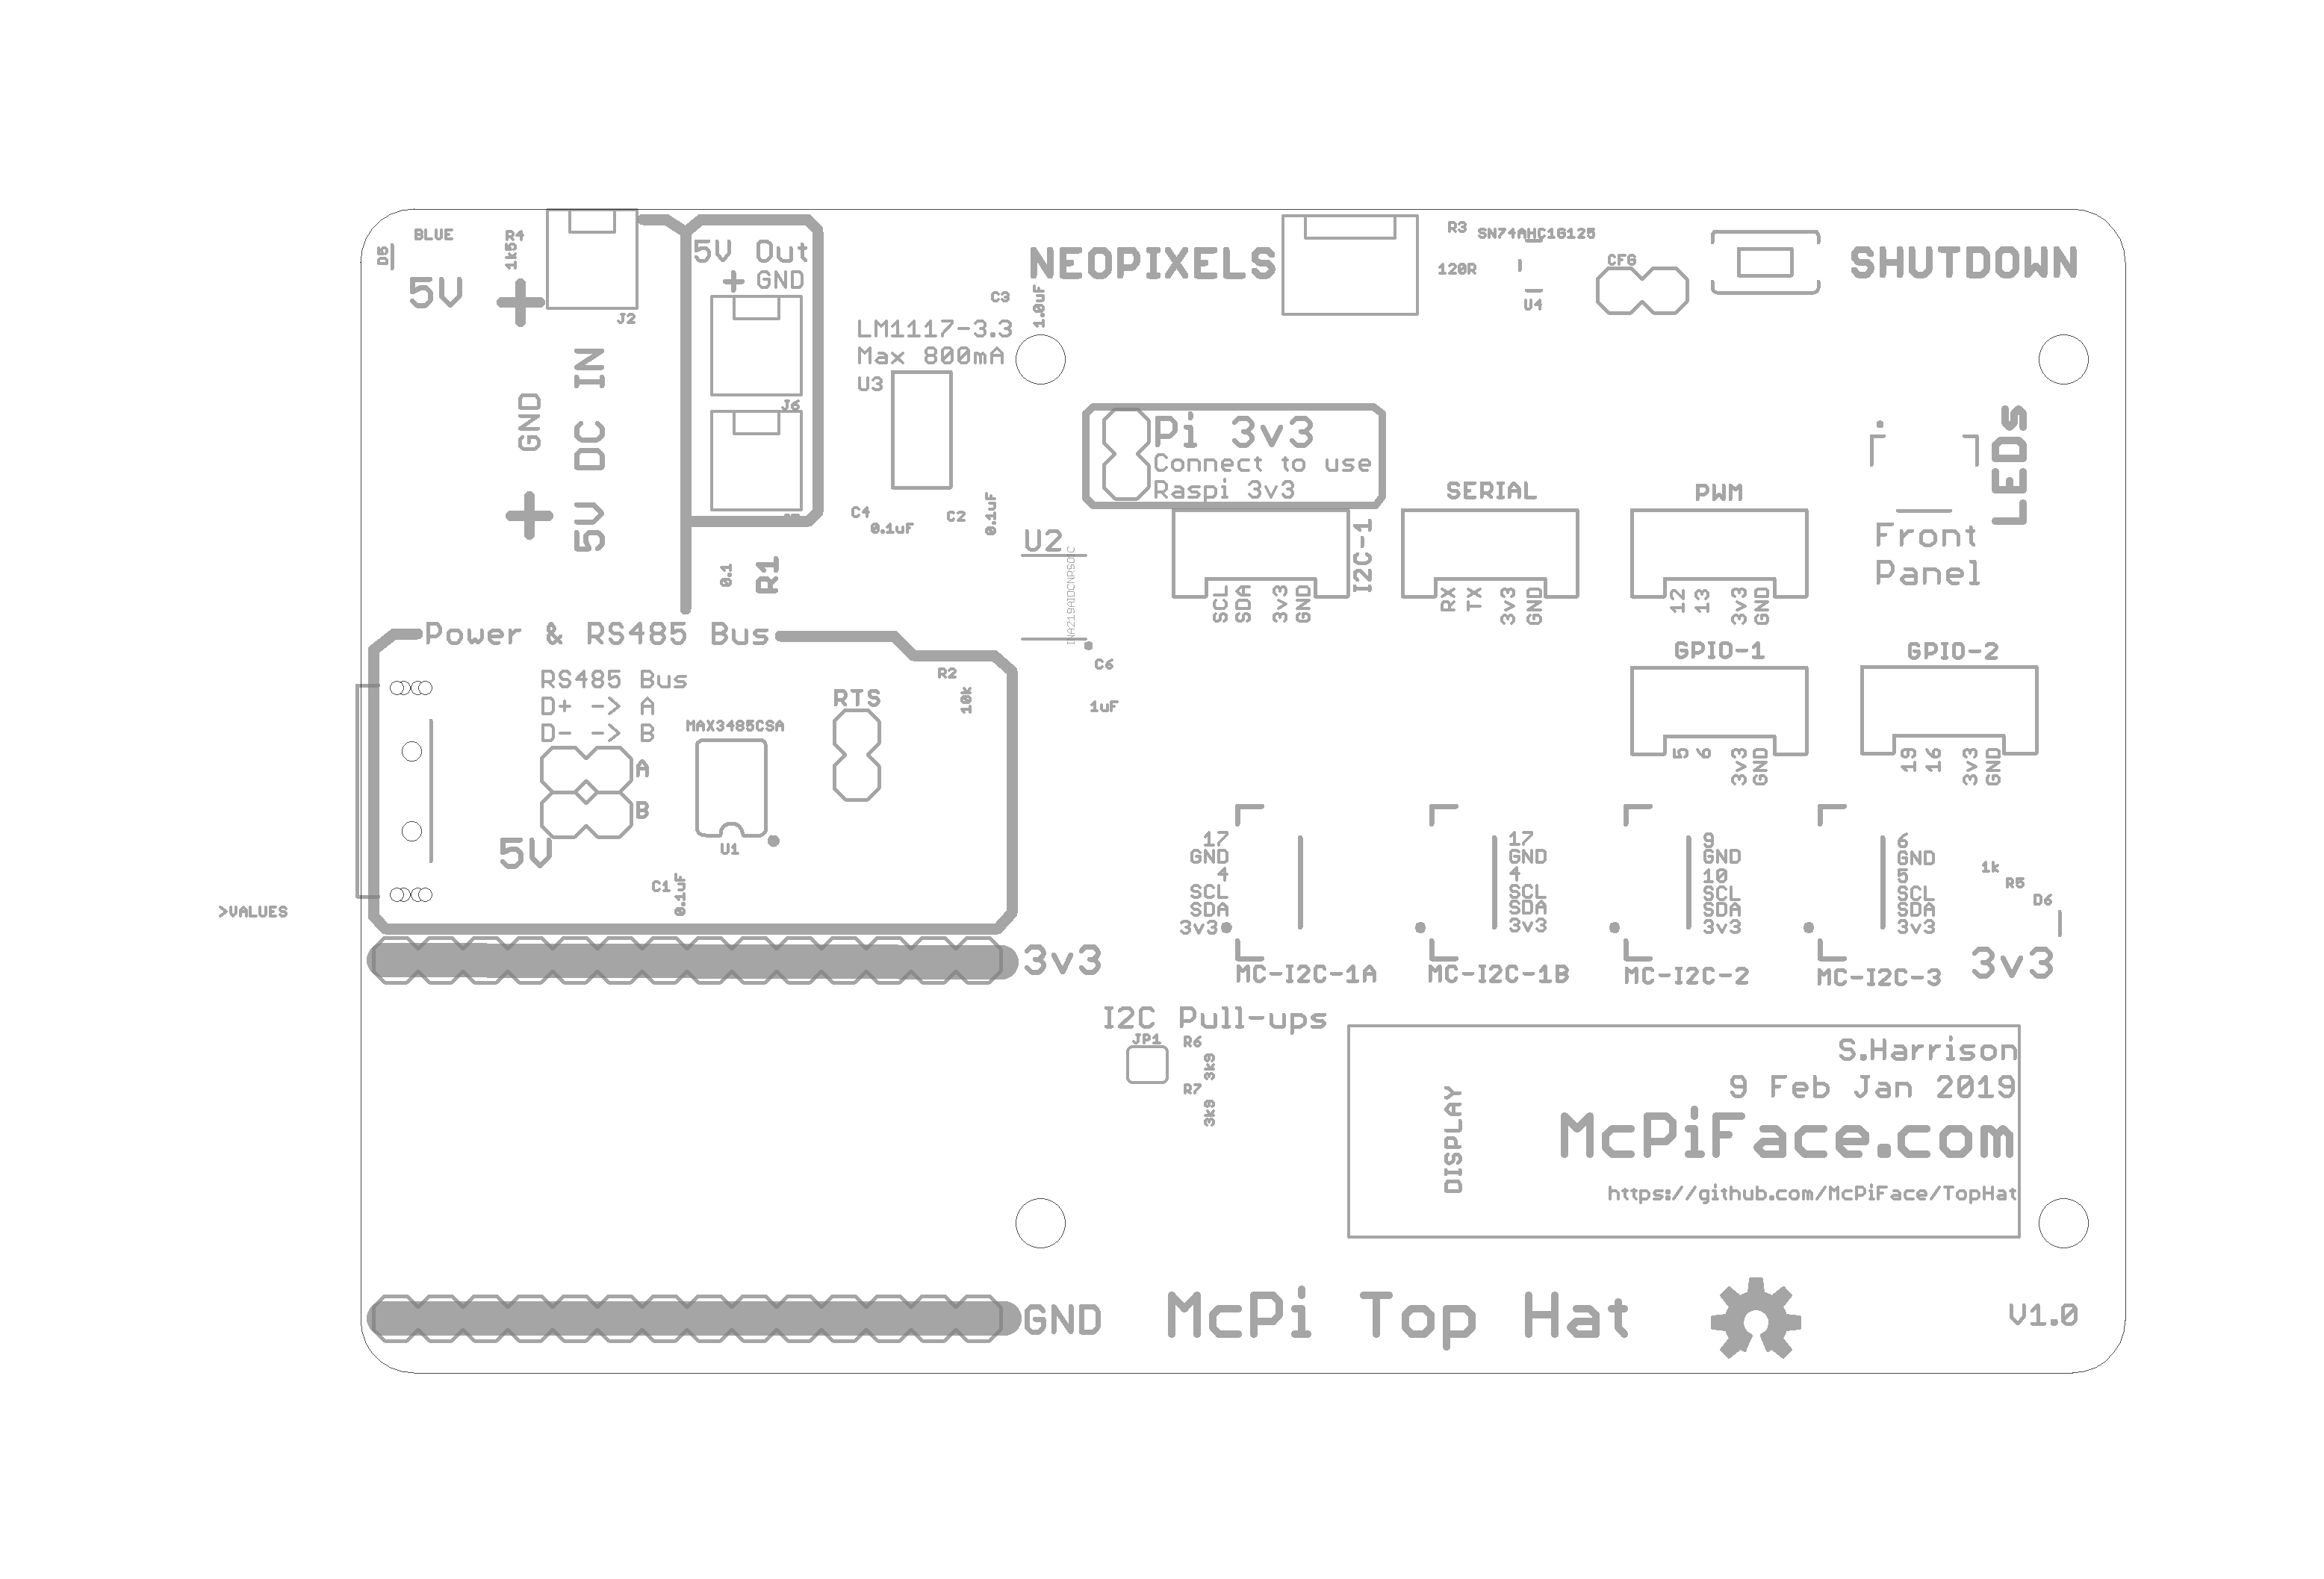 BLUE
D5
5V
R4
1k5
+
J2
5V Out
+ GND
GND
+
5V DC IN
J6
LM1117-3.3
Max 800mA
U3
C3
1.0uF
C4
0.1uF
C2
0.1uF
NEOPIXELS
R3
120R
SN74AHC1G125
U4
CFG
SHUTDOWN
Pi 3v3
Connect to use
Raspi 3v3
LEDs
Front
Panel
0.1
R1
U2
INA219AIDCNRSOIC
C6
1uF
I2C-1
SCL
SDA
3v3
GND
SERIAL
RX
TX
3v3
GND
PWM
12
13
3v3
GND
GPIO-1
5
6
3v3
GND
GPIO-2
19
16
3v3
GND
Power & RS485 Bus
RS485 Bus
D+ -> A
D- -> B
A
B
5V
MAX3485CSA
U1
RTS
R2
10k
C1
0.1uF
>VALUES
3v3
17
GND
4
SCL
SDA
3v3
MC-I2C-1A
17
GND
4
SCL
SDA
3v3
MC-I2C-1B
9
GND
10
SCL
SDA
3v3
MC-I2C-2
6
GND
5
SCL
SDA
3v3
MC-I2C-3
1k
R5
D6
3v3
I2C Pull-ups
JP1
R6
3k9
R7
3k9
DISPLAY
S.Harrison
9 Feb Jan 2019
McPiFace.com
https://github.com/McPiFace/TopHat
GND
McPi Top Hat
V1.0